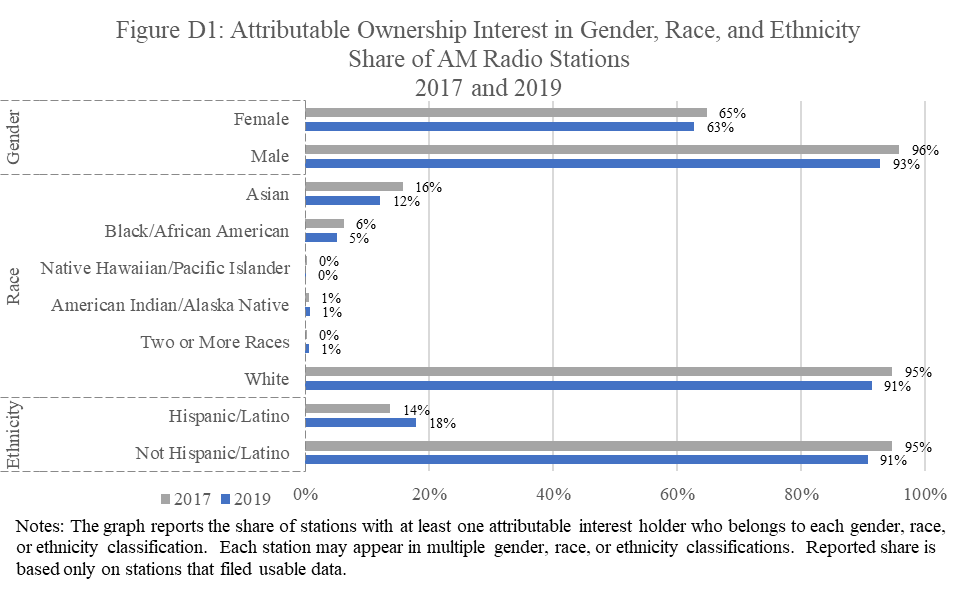 Figure D1: Attributable Ownership Interest in Gender, Race, and Ethnicity
Share of AM Radio Stations
2017 and 2019
Gender
Female
65%
63%
Male
96%
93%
Race
Asian
16%
12%
Black/African American
6%
5%
Native Hawaiian/Pacific Islander
0%
0%
American Indian/Alaska Native
1%
1%
Two or More Races
0%
1%
White
95%
91%
Ethnicity
Hispanic/Latino
14%
18%
Not Hispanic/Latino
95%
91%
2017 2019
0% 20% 40% 60% 80% 100%
Notes: The graph reports the share of stations with at least one attributable interest holder who belongs to each gender, race,
or ethnicity classification. Each station may appear in multiple gender, race, or ethnicity classifications. Reported share is
based only on stations that filed usable data.